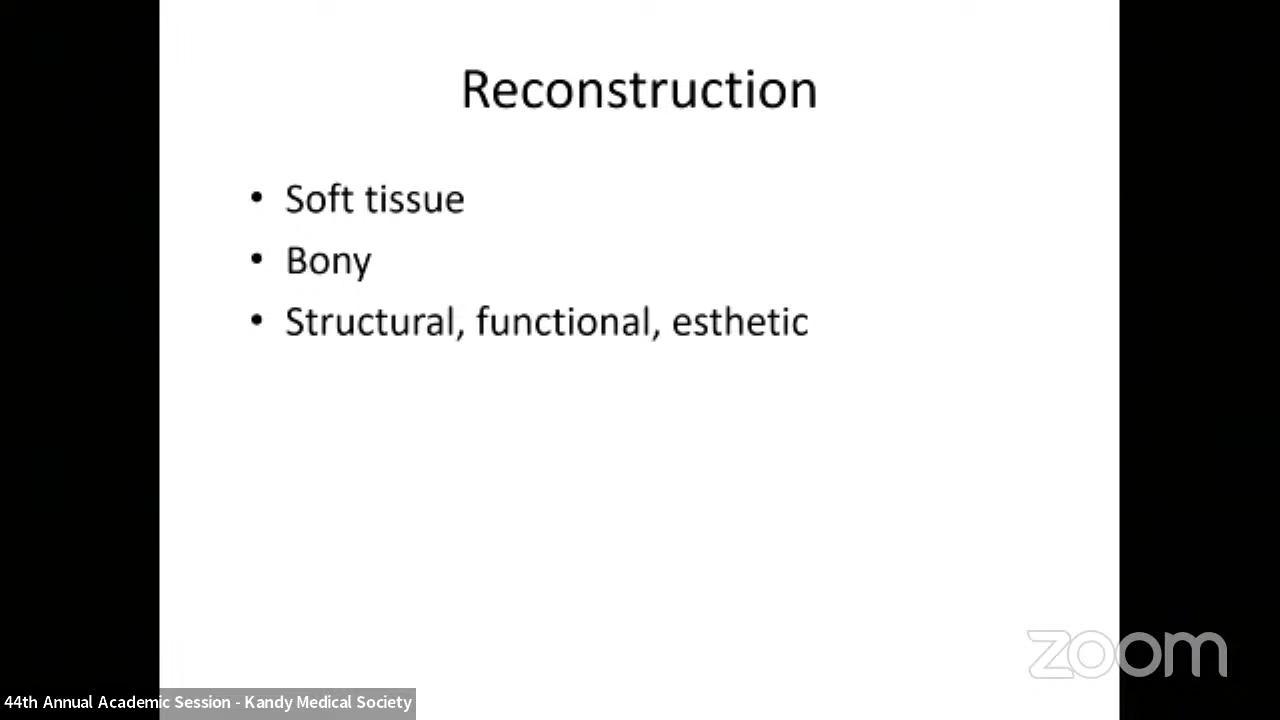 Reconstruction
• Soft tissue
• Bony
• Structural, functional, esthetic
zoom
44th Annual Academic Session - Kandy Medical Society